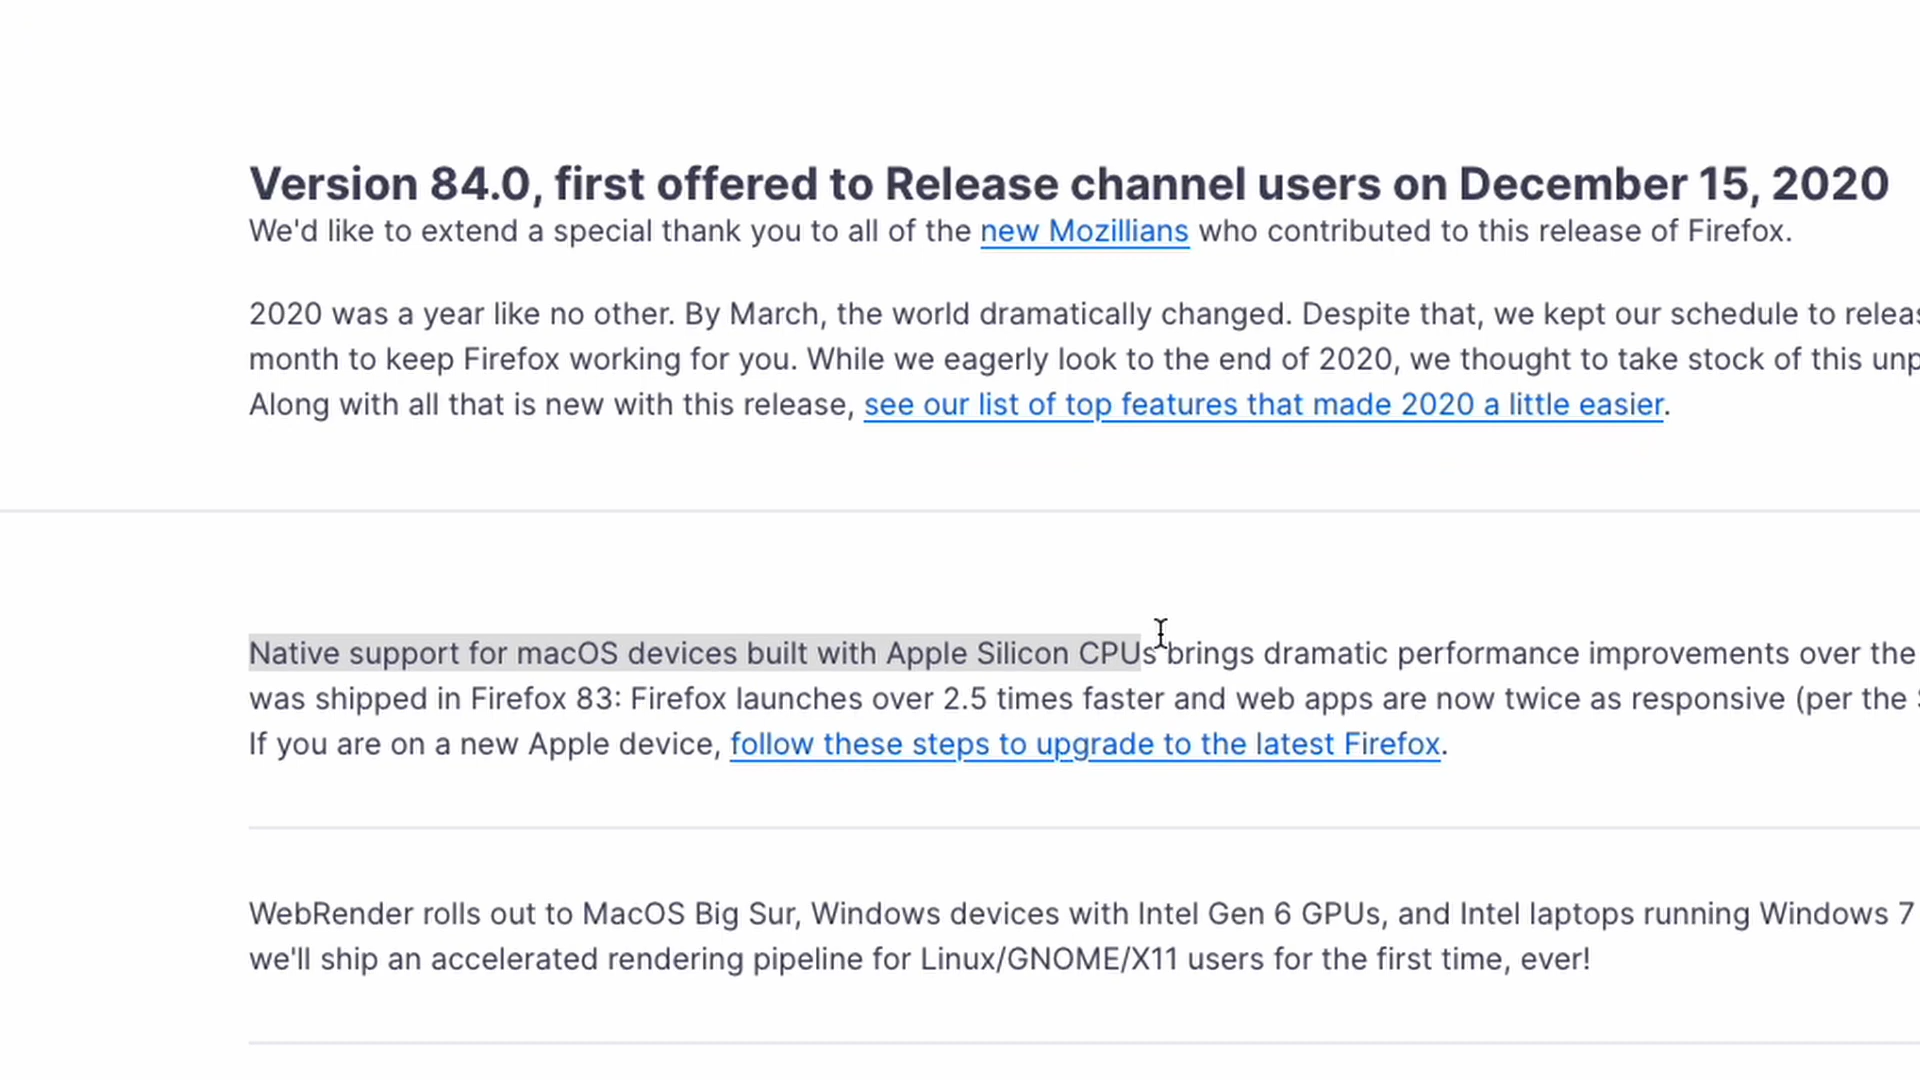 Version 84.0, first offered to Release channel users on December 15, 2020
We'd like to extend a special thank you to all of the new Mozillians who contributed to this release of Firefox.
2020 was a year like no other. By March, the world dramatically changed. Despite that, we kept our schedule to
month to keep Firefox working for you. While we eagerly look to the end of 2020, we thought to take stock of this
Along with all that is new with this release, see our list of top features that made 2020 a little easier.
Native support for macOS devices built with Apple Silicon CPUs brings dramatic performance improvements over the
was shipped in Firefox 83: Firefox launches over 2.5 times faster and web apps are now twice as responsive (per the
If you are on a new Apple device, follow these steps to upgrade to the latest Firefox.
WebRender rolls out to MacOS Big Sur, Windows devices with Intel Gen 6 GPUs, and Intel laptops running Windows 7
we'll ship an accelerated rendering pipeline for Linux/GNOME/X11 users for the first time, ever!